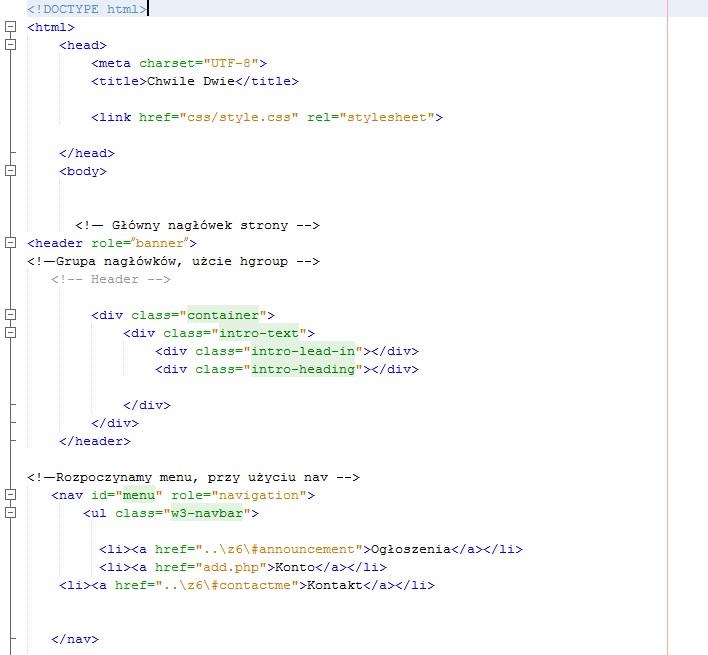 <!DOCTYPE html>
<html>
<head>
<meta charset="UTF-8">
<title>Chwile Dwie</title>
<link href="css/style.css" rel="stylesheet">
</head>
<body>
<!— Główny nagłówek strony -->
<header role=”banner”>
<!—Grupa nagłówków, użcie hgroup -->
<!-- Header -->
<div class="container">
<div class="intro-text">
<div class="intro-lead-in"></div>
<div class="intro-heading"></div>
</div>
</div>
</header>
<!—Rozpoczynamy menu, przy użyciu nav -->
<nav id="menu" role="navigation">
<ul class="w3-navbar">
<li><a href="..\z6\#announcement">Ogłoszenia</a></li>
<li><a href="add.php">Konto</a></li>
<li><a href="..\z6\#contactme">Kontakt</a></li>
</nav>